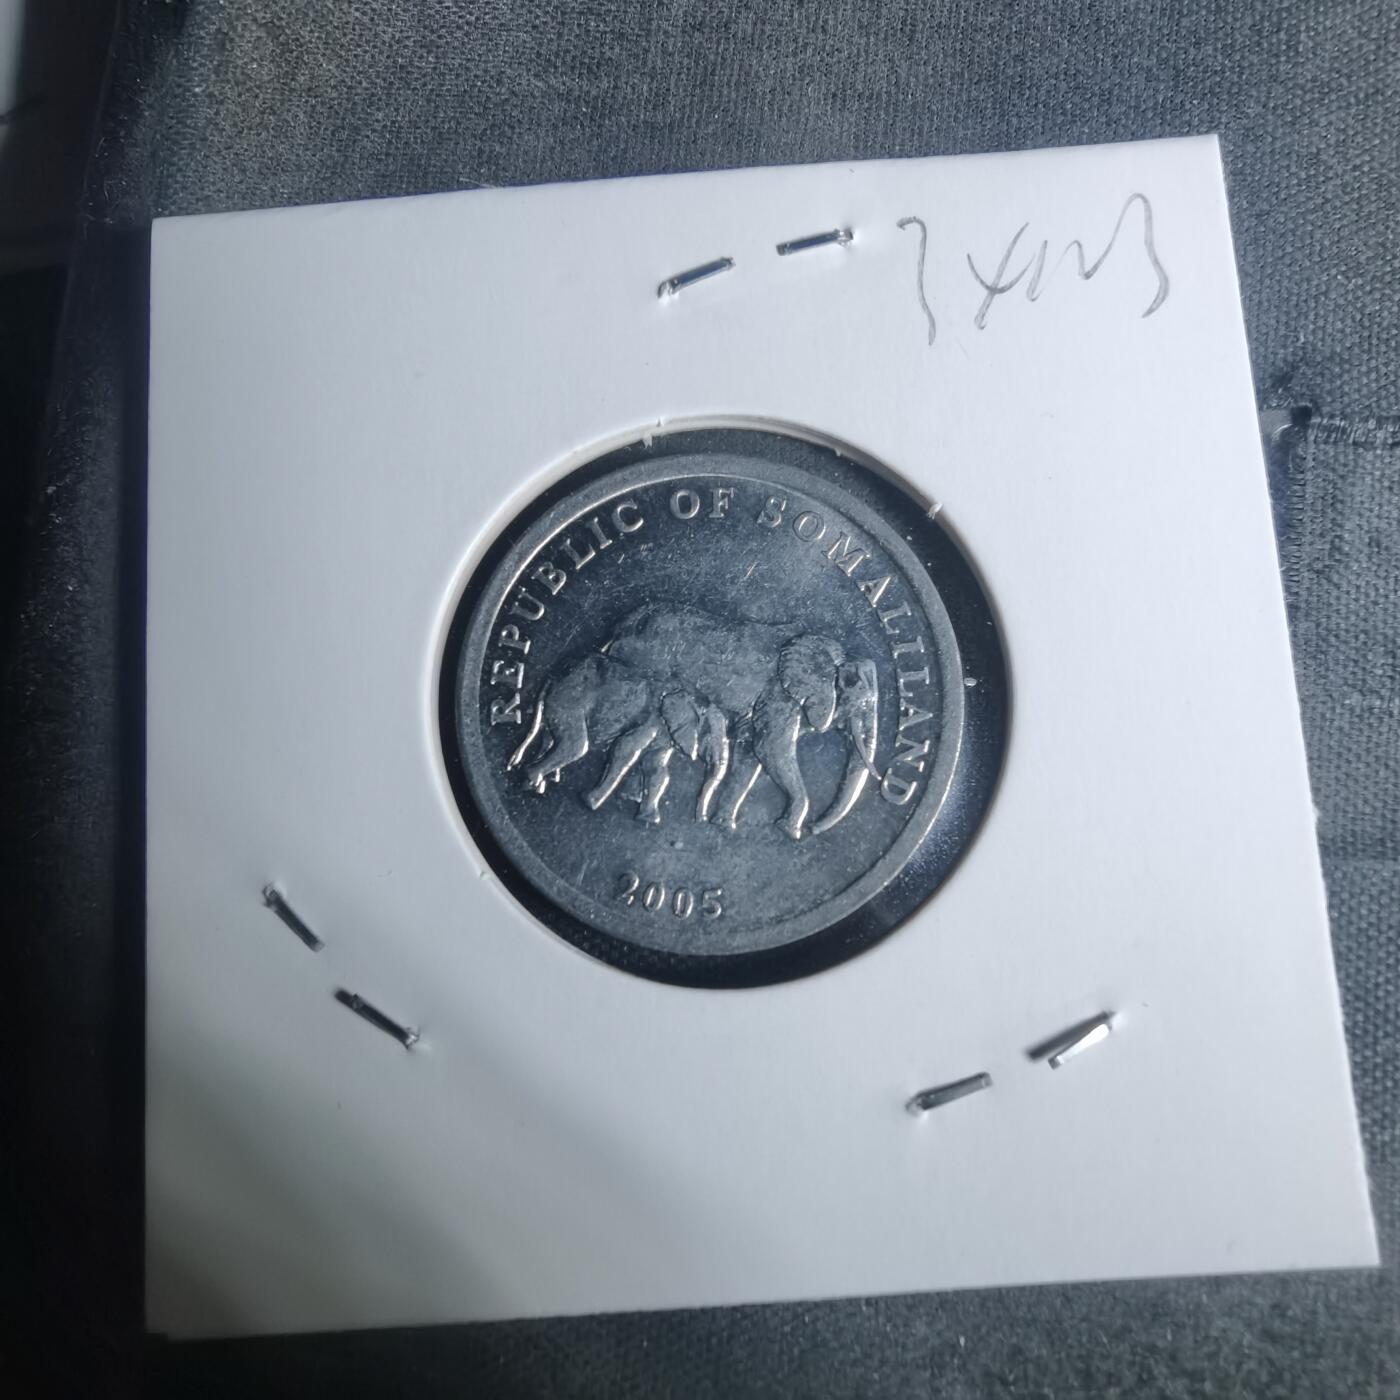 REPUBLIC OF SOMALILAND
2005